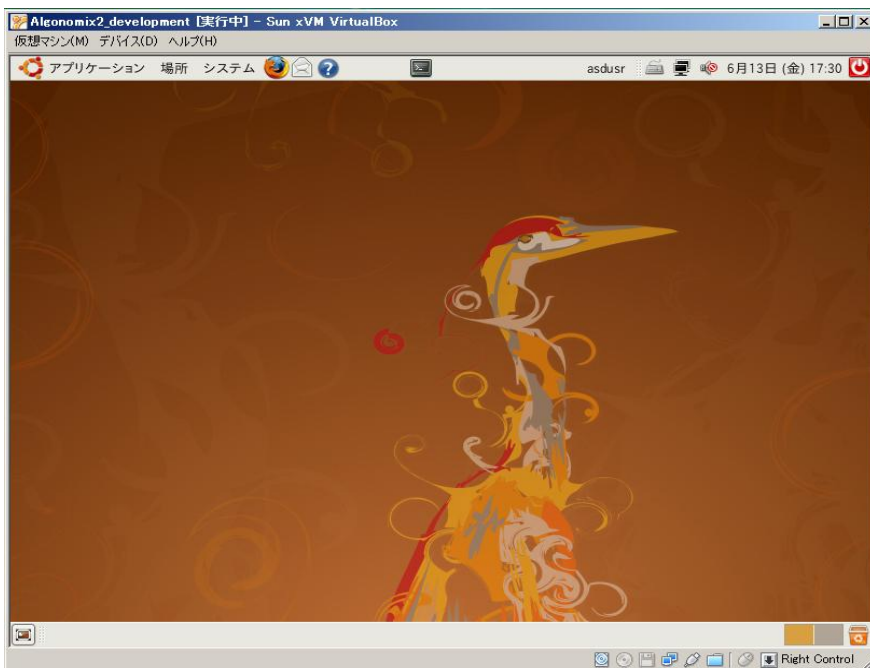 Algonomix2_development [実行中] - Sun xVM VirtualBox
仮想マシン(M) デバイス(D) ヘルプ(H)
アプリケーション 場所 システム asdusr 6月13日 (金) 17:30
Right Control